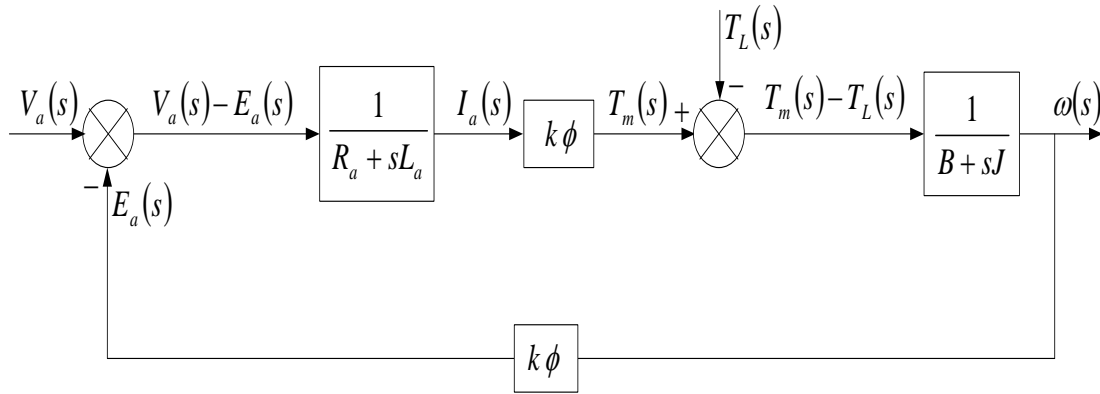 T_L(s)
−
V_a(s)
V_a(s)−E_a(s)
1
R_a + sL_a
I_a(s)
kϕ
T_m(s)
+
T_m(s)−T_L(s)
1
B + sJ
ω(s)
−
E_a(s)
kϕ